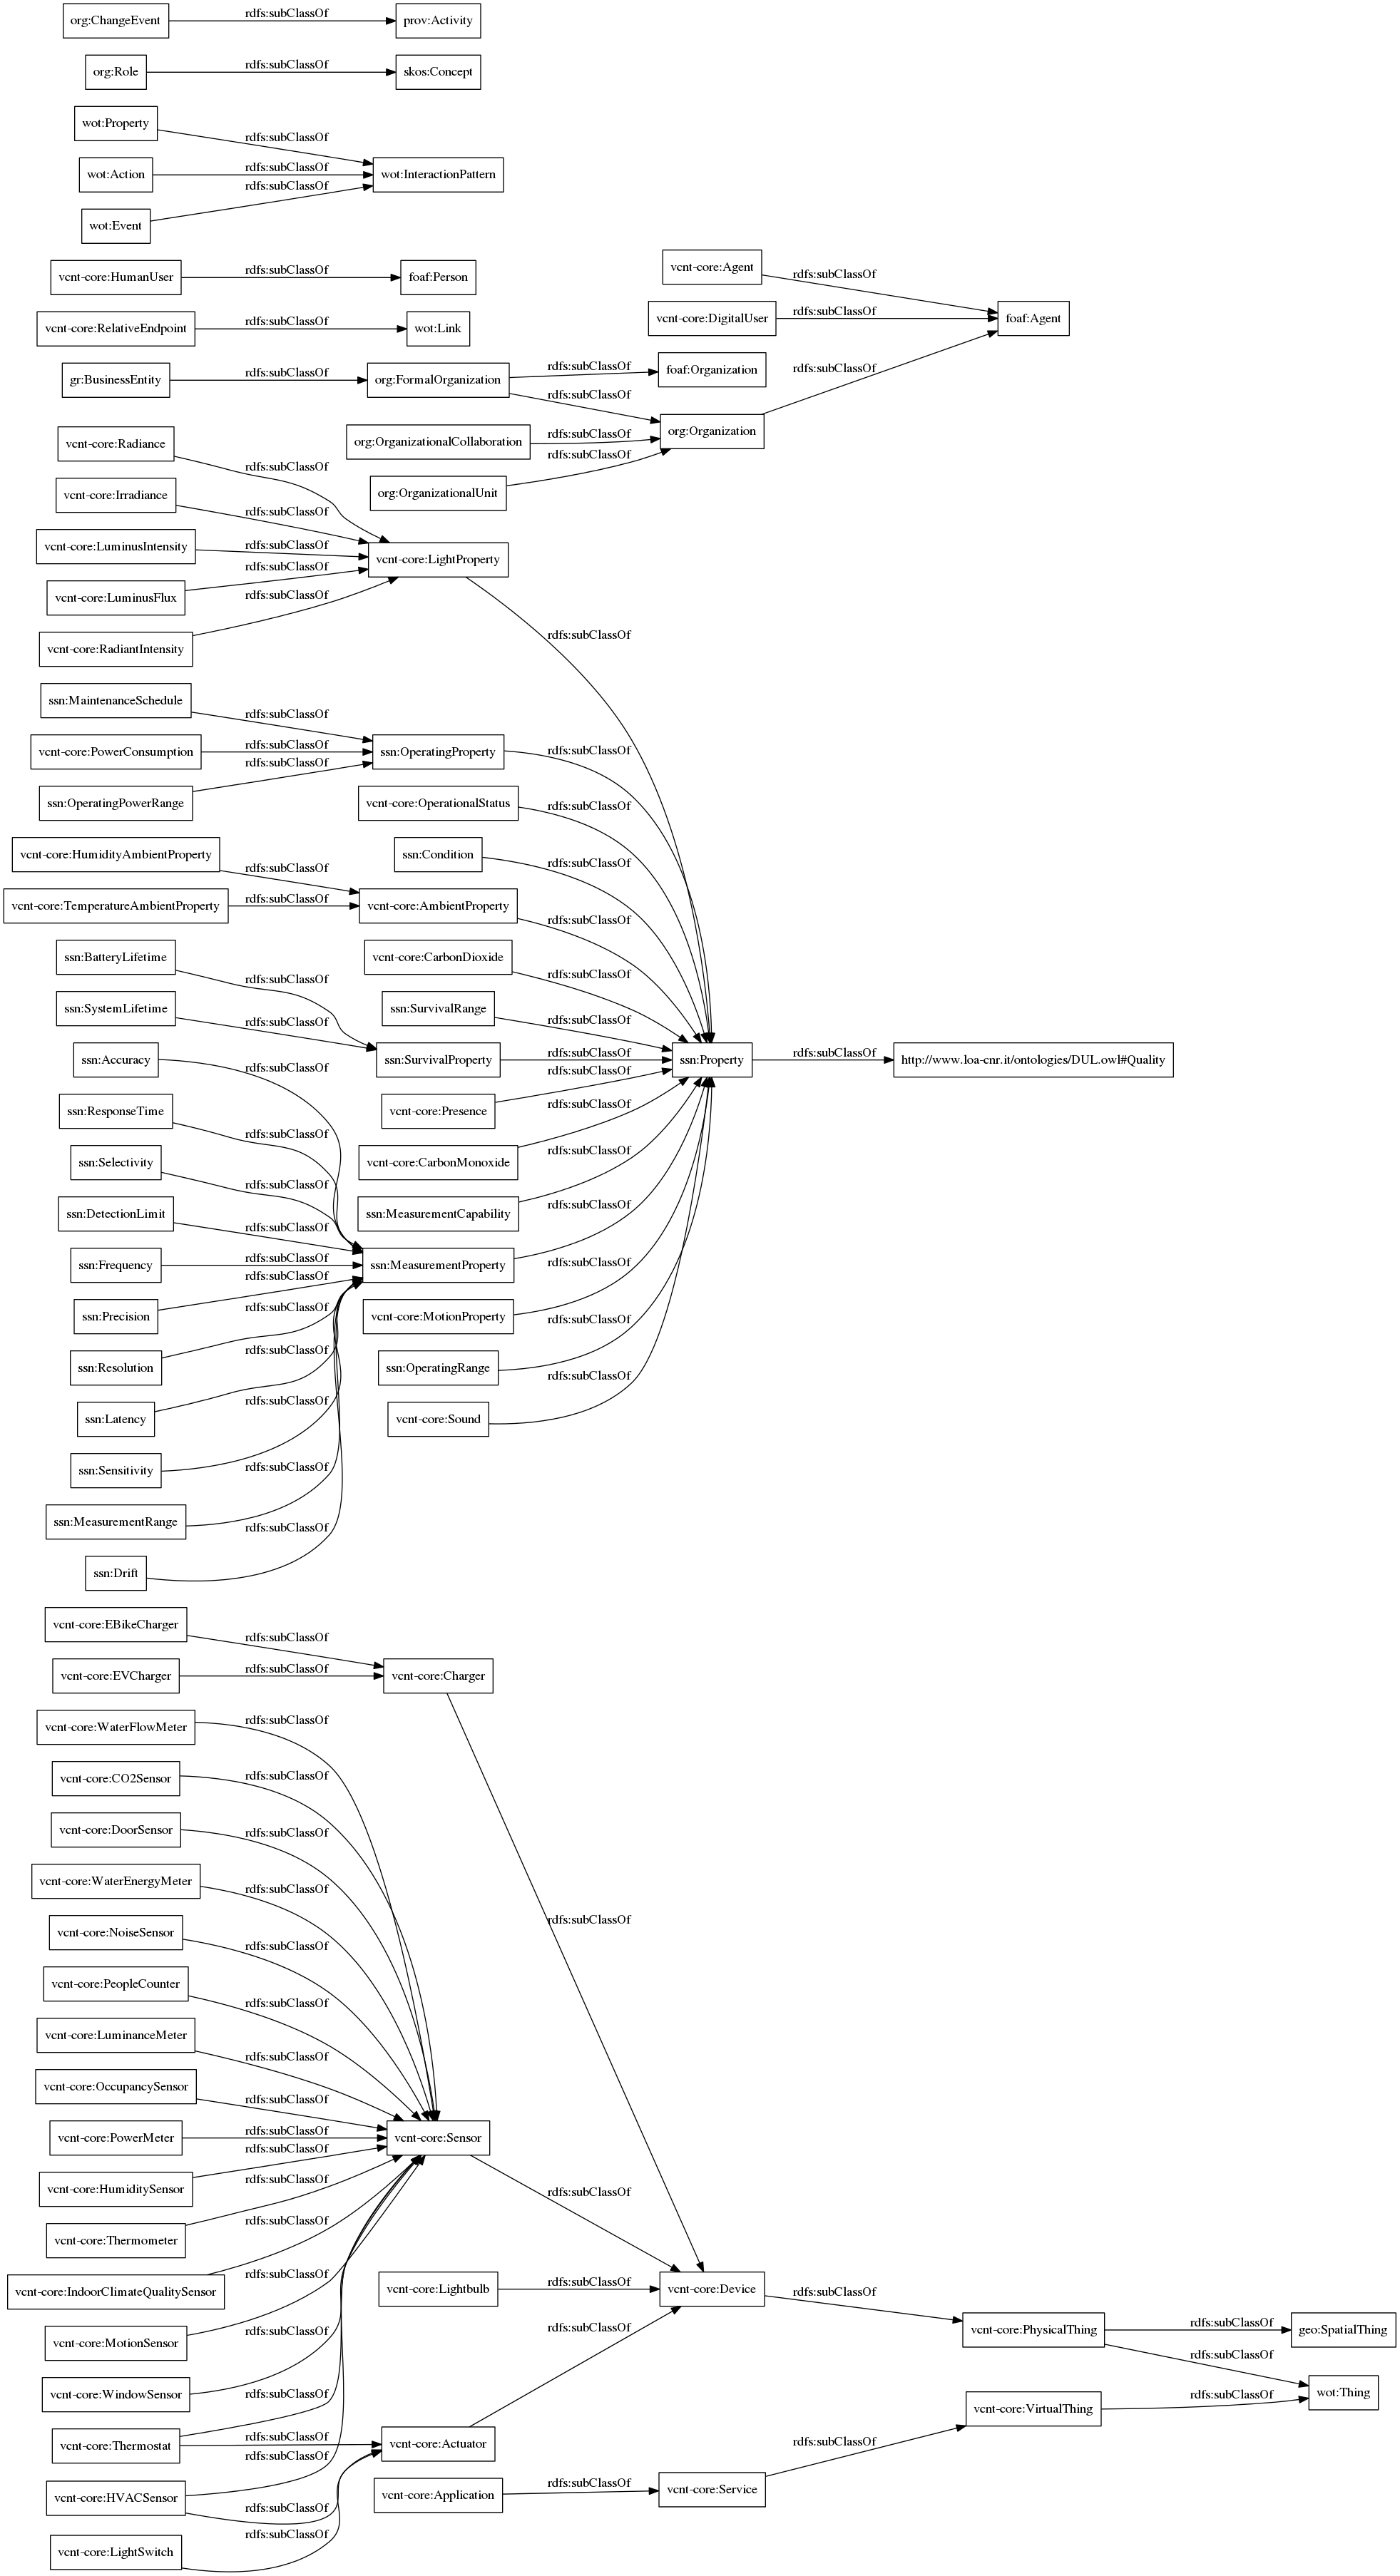 org:ChangeEvent rdfs:subClassOf prov:Activity
org:Role rdfs:subClassOf skos:Concept
wot:Property rdfs:subClassOf
wot:Action rdfs:subClassOf wot:InteractionPattern
rdfs:subClassOf
wot:Event
vcnt-core:HumanUser rdfs:subClassOf foaf:Person
vcnt-core:Agent rdfs:subClassOf
vcnt-core:RelativeEndpoint rdfs:subClassOf wot:Link
vcnt-core:DigitalUser rdfs:subClassOf foaf:Agent
gr:BusinessEntity rdfs:subClassOf org:FormalOrganization rdfs:subClassOf foaf:Organization rdfs:subClassOf
rdfs:subClassOf
vcnt-core:Radiance org:OrganizationalCollaboration rdfs:subClassOf org:Organization
rdfs:subClassOf rdfs:subClassOf
vcnt-core:Irradiance org:OrganizationalUnit
rdfs:subClassOf
vcnt-core:LuminusIntensity rdfs:subClassOf vcnt-core:LightProperty
rdfs:subClassOf
vcnt-core:LuminusFlux
rdfs:subClassOf
vcnt-core:RadiantIntensity rdfs:subClassOf
ssn:MaintenanceSchedule rdfs:subClassOf
vcnt-core:PowerConsumption rdfs:subClassOf ssn:OperatingProperty rdfs:subClassOf
rdfs:subClassOf
ssn:OperatingPowerRange vcnt-core:OperationalStatus rdfs:subClassOf
vcnt-core:HumidityAmbientProperty rdfs:subClassOf ssn:Condition rdfs:subClassOf
vcnt-core:TemperatureAmbientProperty rdfs:subClassOf vcnt-core:AmbientProperty rdfs:subClassOf
ssn:BatteryLifetime rdfs:subClassOf vcnt-core:CarbonDioxide rdfs:subClassOf
ssn:SystemLifetime rdfs:subClassOf ssn:SurvivalRange rdfs:subClassOf
ssn:Accuracy rdfs:subClassOf ssn:SurvivalProperty rdfs:subClassOf ssn:Property rdfs:subClassOf http://www.loa-cnr.it/ontologies/DUL.owl#Quality
rdfs:subClassOf
ssn:ResponseTime rdfs:subClassOf vcnt-core:Presence rdfs:subClassOf
ssn:Selectivity rdfs:subClassOf vcnt-core:CarbonMonoxide rdfs:subClassOf
ssn:DetectionLimit rdfs:subClassOf ssn:MeasurementCapability rdfs:subClassOf
ssn:Frequency rdfs:subClassOf ssn:MeasurementProperty rdfs:subClassOf
rdfs:subClassOf
ssn:Precision rdfs:subClassOf vcnt-core:MotionProperty
ssn:Resolution rdfs:subClassOf ssn:OperatingRange rdfs:subClassOf
ssn:Latency rdfs:subClassOf vcnt-core:Sound rdfs:subClassOf
ssn:Sensitivity rdfs:subClassOf
ssn:MeasurementRange rdfs:subClassOf
ssn:Drift
vcnt-core:EBikeCharger rdfs:subClassOf
vcnt-core:EVCharger rdfs:subClassOf vcnt-core:Charger
vcnt-core:WaterFlowMeter rdfs:subClassOf
vcnt-core:CO2Sensor rdfs:subClassOf
vcnt-core:DoorSensor rdfs:subClassOf
vcnt-core:WaterEnergyMeter rdfs:subClassOf
vcnt-core:NoiseSensor rdfs:subClassOf rdfs:subClassOf
vcnt-core:PeopleCounter rdfs:subClassOf
vcnt-core:LuminanceMeter rdfs:subClassOf
vcnt-core:OccupancySensor rdfs:subClassOf
vcnt-core:PowerMeter rdfs:subClassOf vcnt-core:Sensor
rdfs:subClassOf
vcnt-core:HumiditySensor rdfs:subClassOf rdfs:subClassOf
vcnt-core:Thermometer rdfs:subClassOf
vcnt-core:IndoorClimateQualitySensor rdfs:subClassOf vcnt-core:Lightbulb rdfs:subClassOf vcnt-core:Device rdfs:subClassOf
vcnt-core:MotionSensor rdfs:subClassOf rdfs:subClassOf vcnt-core:PhysicalThing rdfs:subClassOf geo:SpatialThing
rdfs:subClassOf
vcnt-core:WindowSensor rdfs:subClassOf vcnt-core:VirtualThing rdfs:subClassOf wot:Thing
vcnt-core:Thermostat rdfs:subClassOf vcnt-core:Actuator rdfs:subClassOf
rdfs:subClassOf
vcnt-core:HVACSensor rdfs:subClassOf vcnt-core:Application rdfs:subClassOf vcnt-core:Service
rdfs:subClassOf
vcnt-core:LightSwitch